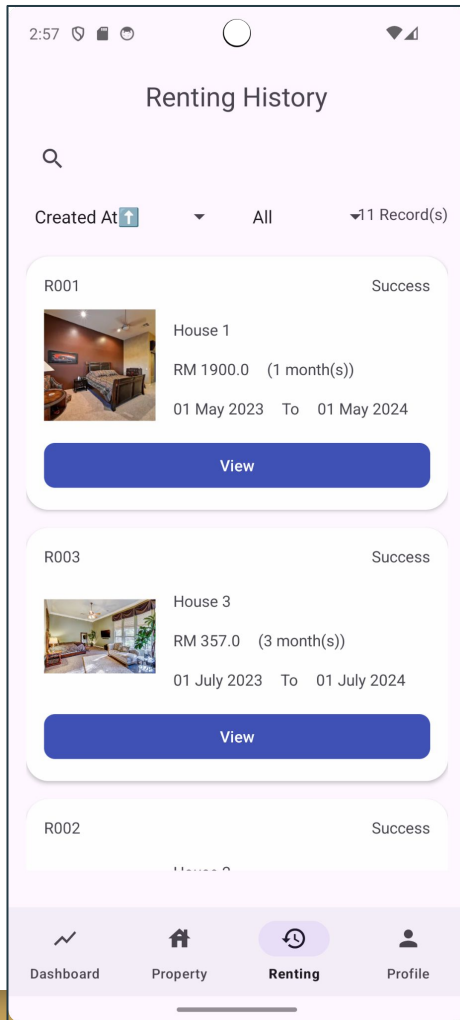 2:57
Renting History
Created At⬆️ All 11 Record(s)
R001 Success
House 1
RM 1900.0 (1 month(s))
01 May 2023 To 01 May 2024
View
R003 Success
House 3
RM 357.0 (3 month(s))
01 July 2023 To 01 July 2024
View
R002 Success
Dashboard Property Renting Profile